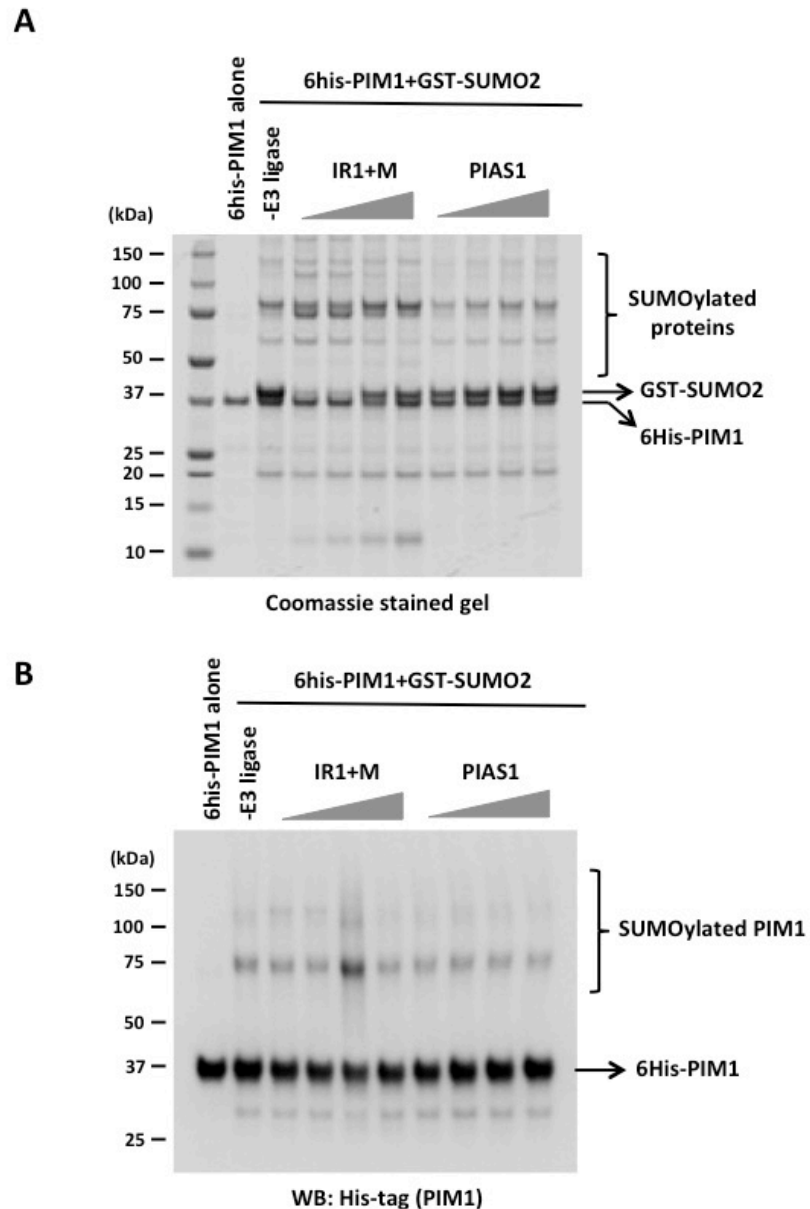 A
6his-PIM1 alone
6his-PIM1+GST-SUMO2
-E3 ligase
IR1+M
PIAS1
(kDa)
150
100
75
50
37
25
20
15
10
SUMOylated
proteins
GST-SUMO2
6His-PIM1
Coomassie stained gel
B
6his-PIM1 alone
6his-PIM1+GST-SUMO2
-E3 ligase
IR1+M
PIAS1
(kDa)
150
100
75
50
37
25
SUMOylated PIM1
6His-PIM1
WB: His-tag (PIM1)